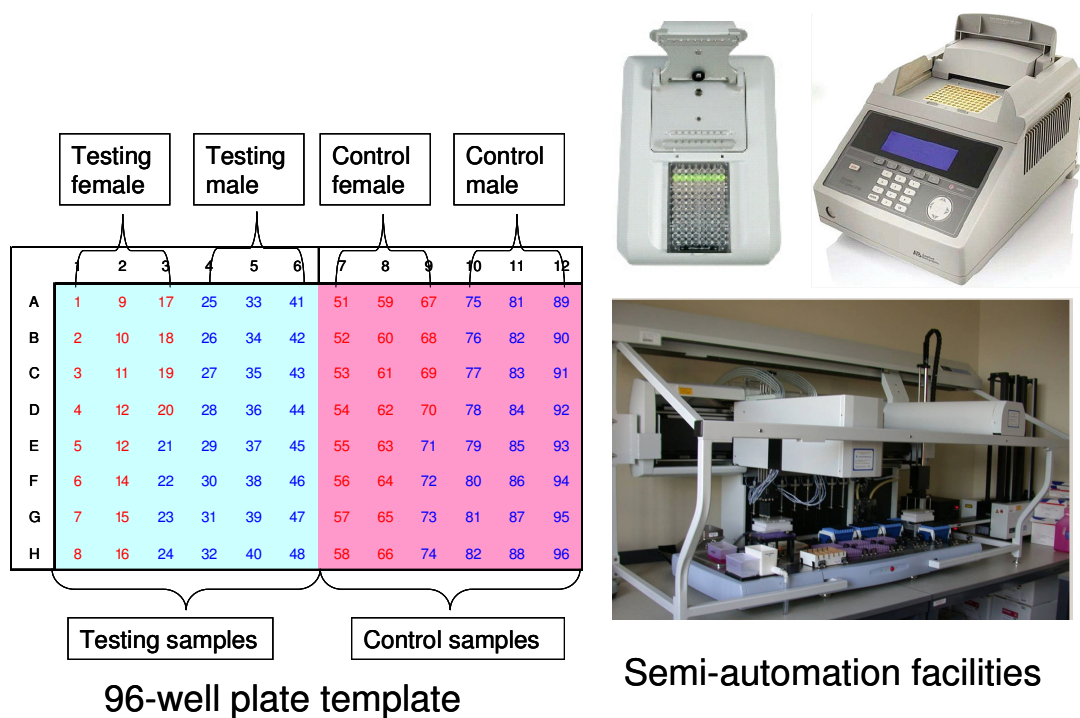 Testing
female
Testing
male
Control
female
Control
male
1 2 3 4 5 6 7 8 9 10 11 12
A 1 9 17 25 33 41 51 59 67 75 81 89
B 2 10 18 26 34 42 52 60 68 76 82 90
C 3 11 19 27 35 43 53 61 69 77 83 91
D 4 12 20 28 36 44 54 62 70 78 84 92
E 5 12 21 29 37 45 55 63 71 79 85 93
F 6 14 22 30 38 46 56 64 72 80 86 94
G 7 15 23 31 39 47 57 65 73 81 87 95
H 8 16 24 32 40 48 58 66 74 82 88 96
Testing samples
Control samples
96-well plate template
Semi-automation facilities